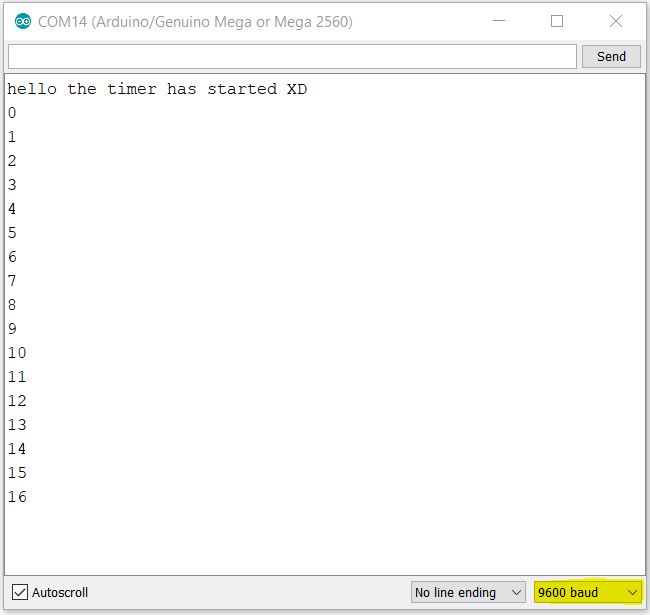 COM14 (Arduino/Genuino Mega or Mega 2560)
Send
hello the timer has started XD
0
1
2
3
4
5
6
7
8
9
10
11
12
13
14
15
16
Autoscroll
No line ending
9600 baud